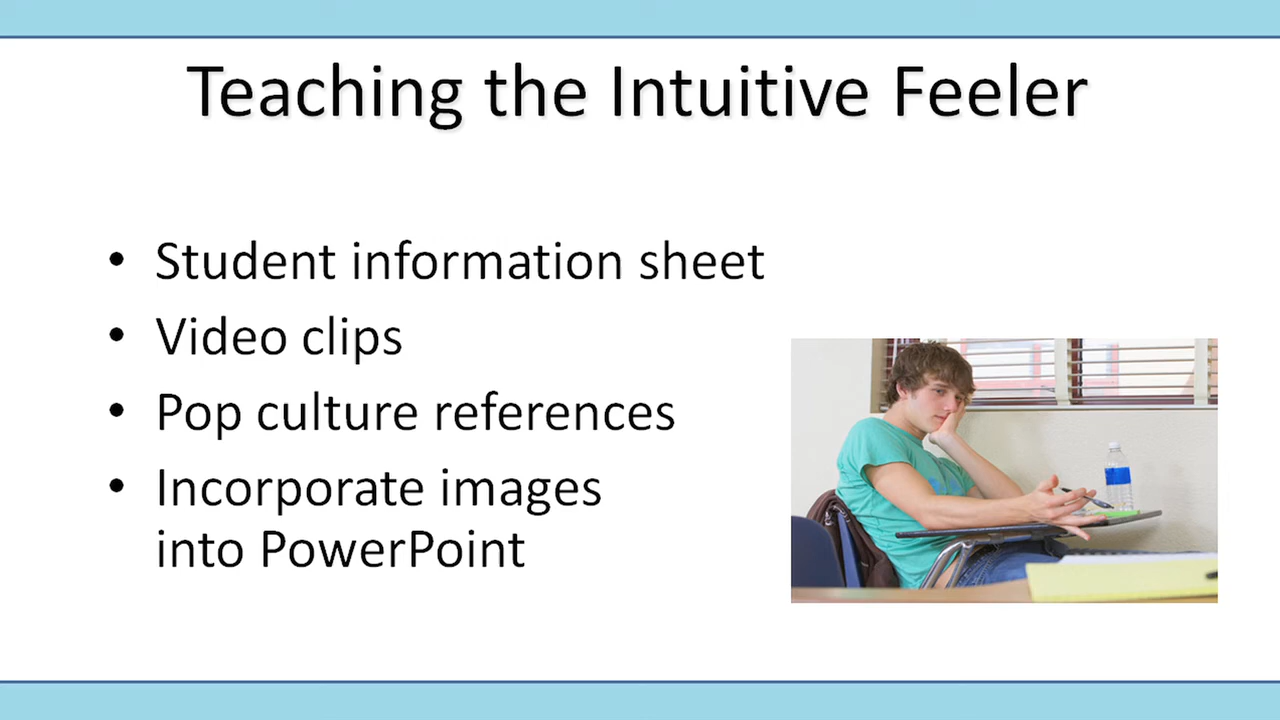 Teaching the Intuitive Feeler
• Student information sheet
• Video clips
• Pop culture references
• Incorporate images
into PowerPoint